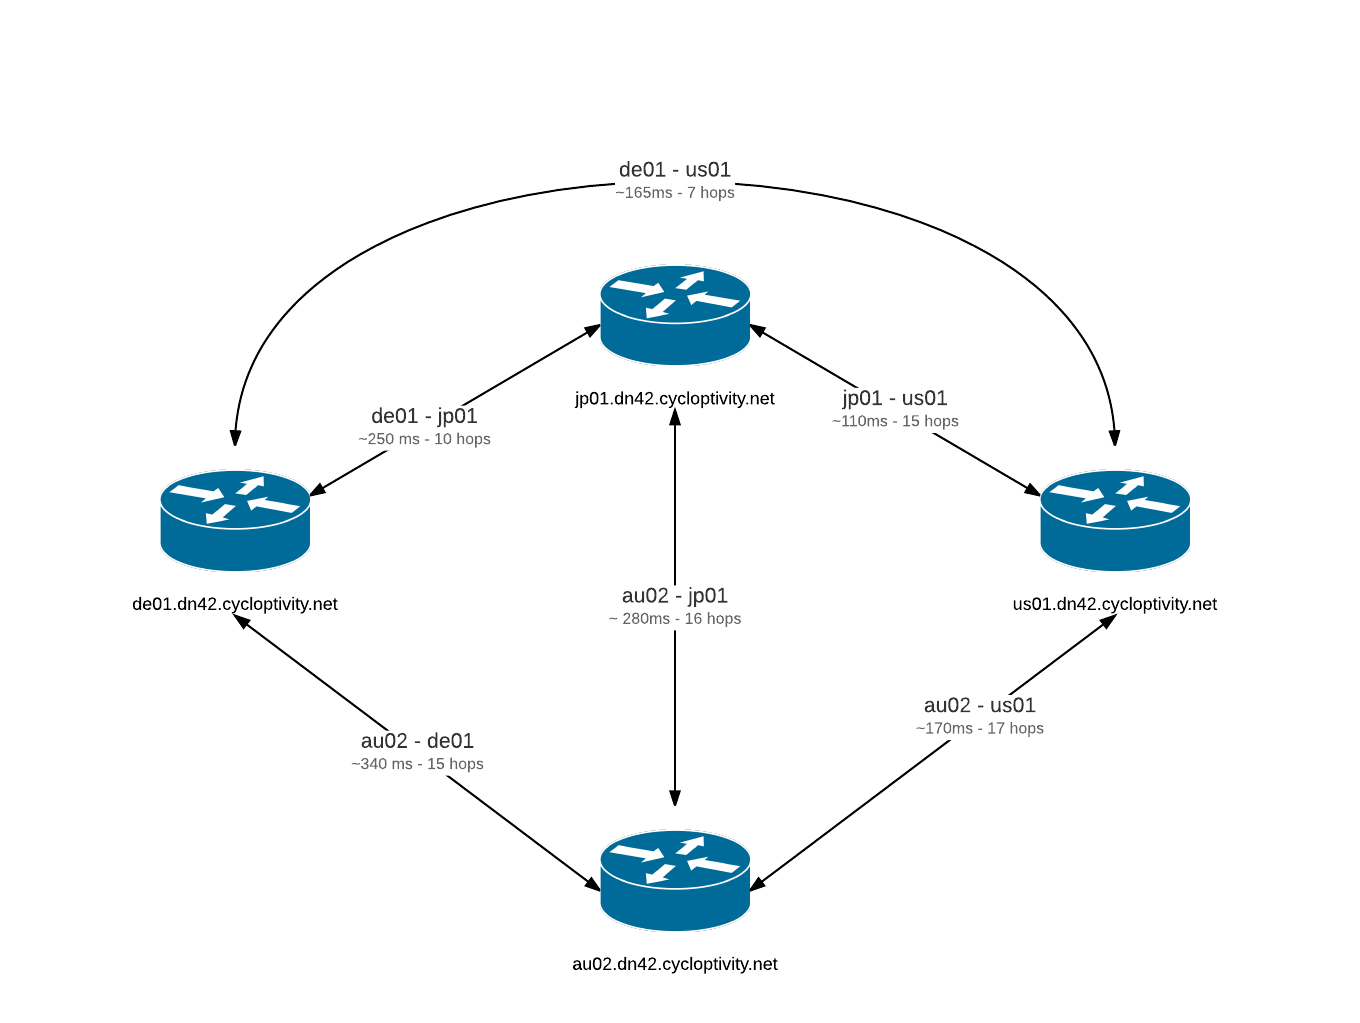 de01 - us01
~165ms - 7 hops
jp01.dn42.cycloptivity.net
jp01 - us01
~110ms - 15 hops
de01 - jp01
~250 ms - 10 hops
de01.dn42.cycloptivity.net
us01.dn42.cycloptivity.net
au02 - jp01
~ 280ms - 16 hops
au02 - us01
~170ms - 17 hops
au02 - de01
~340 ms - 15 hops
au02.dn42.cycloptivity.net